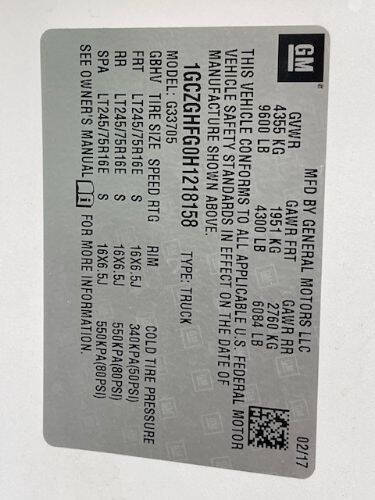 GM
MFD BY GENERAL MOTORS LLC 02/17
GVWR GAWR FRT GAWR RR
4355 KG 1951 KG 2760 KG
9600 LB 4300 LB 6084 LB
THIS VEHICLE CONFORMS TO ALL APPLICABLE U.S. FEDERAL MOTOR
VEHICLE SAFETY STANDARDS IN EFFECT ON THE DATE OF
MANUFACTURE SHOWN ABOVE.
1GCZGHFG0H1218158 TYPE: TRUCK
MODEL: G33705
GBHV TIRE SIZE SPEED RTG RIM COLD TIRE PRESSURE
FRT LT245/75R16E S 16X6.5J 340KPA(50PSI)
RR LT245/75R16E S 16X6.5J 550KPA(80PSI)
SPA LT245/75R16E S 16X6.5J 550KPA(80PSI)
SEE OWNER'S MANUAL i FOR MORE INFORMATION.